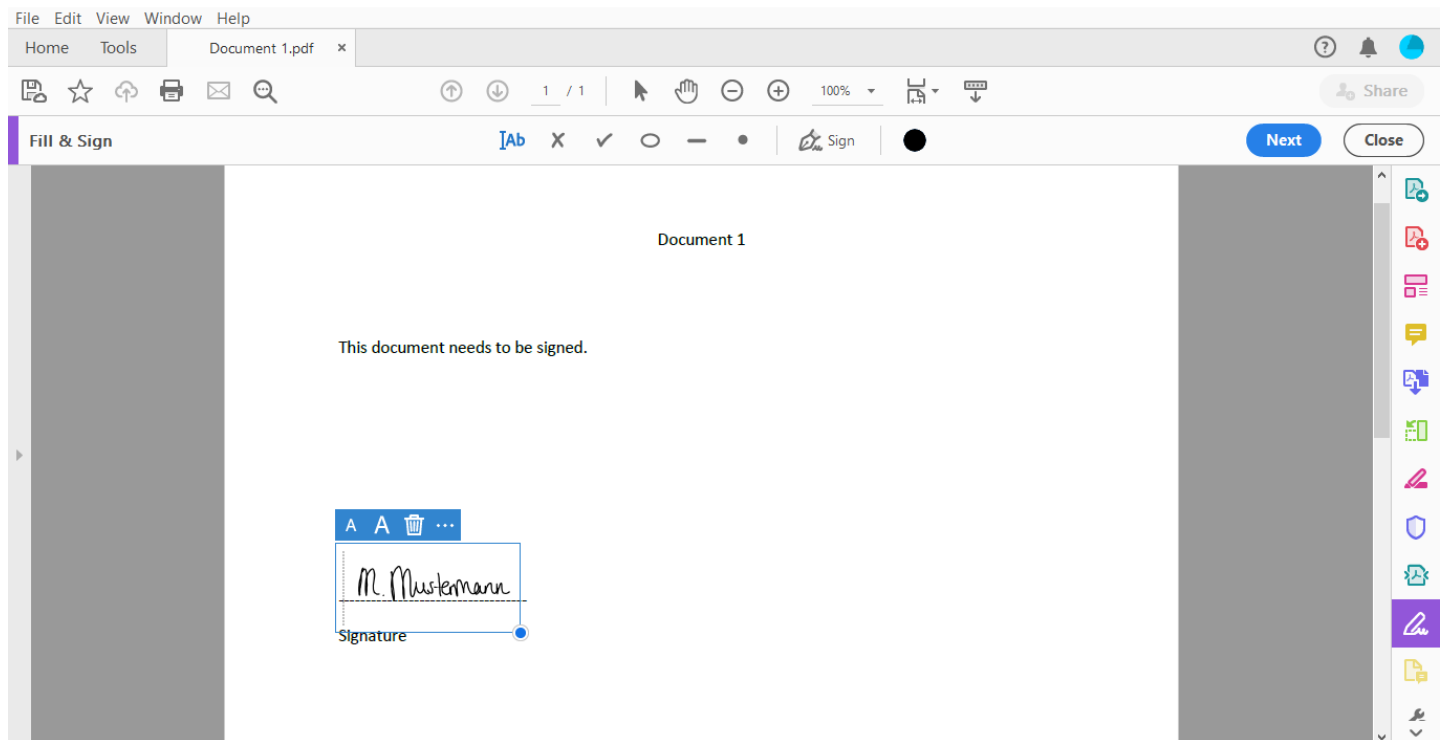 File Edit View Window Help
Home Tools Document 1.pdf ×
1 / 1 100% Share
Fill & Sign Ab Sign Next Close
Document 1
This document needs to be signed.
A A ...
M. Mustermann
Signature